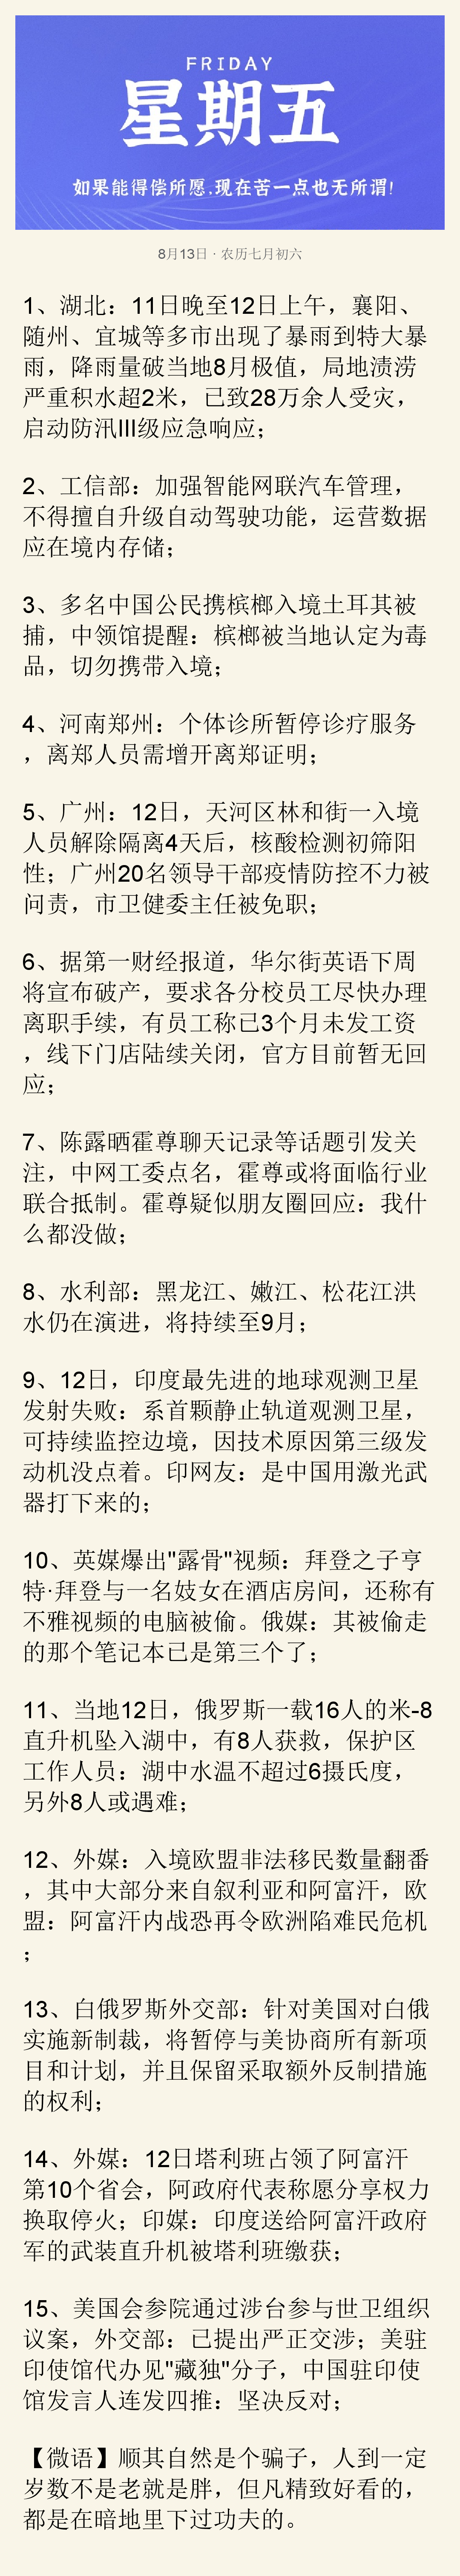 FRIDAY
星期五
如果能得偿所愿,现在苦一点也无所谓!
8月13日 · 农历七月初六
1、湖北：11日晚至12日上午，襄阳、
随州、宜城等多市出现了暴雨到特大暴
雨，降雨量破当地8月极值，局地渍涝
严重积水超2米，已致28万余人受灾，
启动防汛III级应急响应；
2、工信部：加强智能网联汽车管理，
不得擅自升级自动驾驶功能，运营数据
应在境内存储；
3、多名中国公民携槟榔入境土耳其被
捕，中领馆提醒：槟榔被当地认定为毒
品，切勿携带入境；
4、河南郑州：个体诊所暂停诊疗服务
，离郑人员需增开离郑证明；
5、广州：12日，天河区林和街一入境
人员解除隔离4天后，核酸检测初筛阳
性；广州20名领导干部疫情防控不力被
问责，市卫健委主任被免职；
6、据第一财经报道，华尔街英语下周
将宣布破产，要求各分校员工尽快办理
离职手续，有员工称已3个月未发工资
，线下门店陆续关闭，官方目前暂无回
应；
7、陈露晒霍尊聊天记录等话题引发关
注，中网工委点名，霍尊或将面临行业
联合抵制。霍尊疑似朋友圈回应：我什
么都没做；
8、水利部：黑龙江、嫩江、松花江洪
水仍在演进，将持续至9月；
9、12日，印度最先进的地球观测卫星
发射失败：系首颗静止轨道观测卫星，
可持续监控边境，因技术原因第三级发
动机没点着。印网友：是中国用激光武
器打下来的；
10、英媒爆出"露骨"视频：拜登之子亨
特·拜登与一名妓女在酒店房间，还称有
不雅视频的电脑被偷。俄媒：其被偷走
的那个笔记本已是第三个了；
11、当地12日，俄罗斯一载16人的米-8
直升机坠入湖中，有8人获救，保护区
工作人员：湖中水温不超过6摄氏度，
另外8人或遇难；
12、外媒：入境欧盟非法移民数量翻番
，其中大部分来自叙利亚和阿富汗，欧
盟：阿富汗内战恐再令欧洲陷难民危机
；
13、白俄罗斯外交部：针对美国对白俄
实施新制裁，将暂停与美协商所有新项
目和计划，并且保留采取额外反制措施
的权利；
14、外媒：12日塔利班占领了阿富汗
第10个省会，阿政府代表称愿分享权力
换取停火；印媒：印度送给阿富汗政府
军的武装直升机被塔利班缴获；
15、美国会参院通过涉台参与世卫组织
议案，外交部：已提出严正交涉；美驻
印使馆代办见"藏独"分子，中国驻印使
馆发言人连发四推：坚决反对；
【微语】顺其自然是个骗子，人到一定
岁数不是老就是胖，但凡精致好看的，
都是在暗地里下过功夫的。